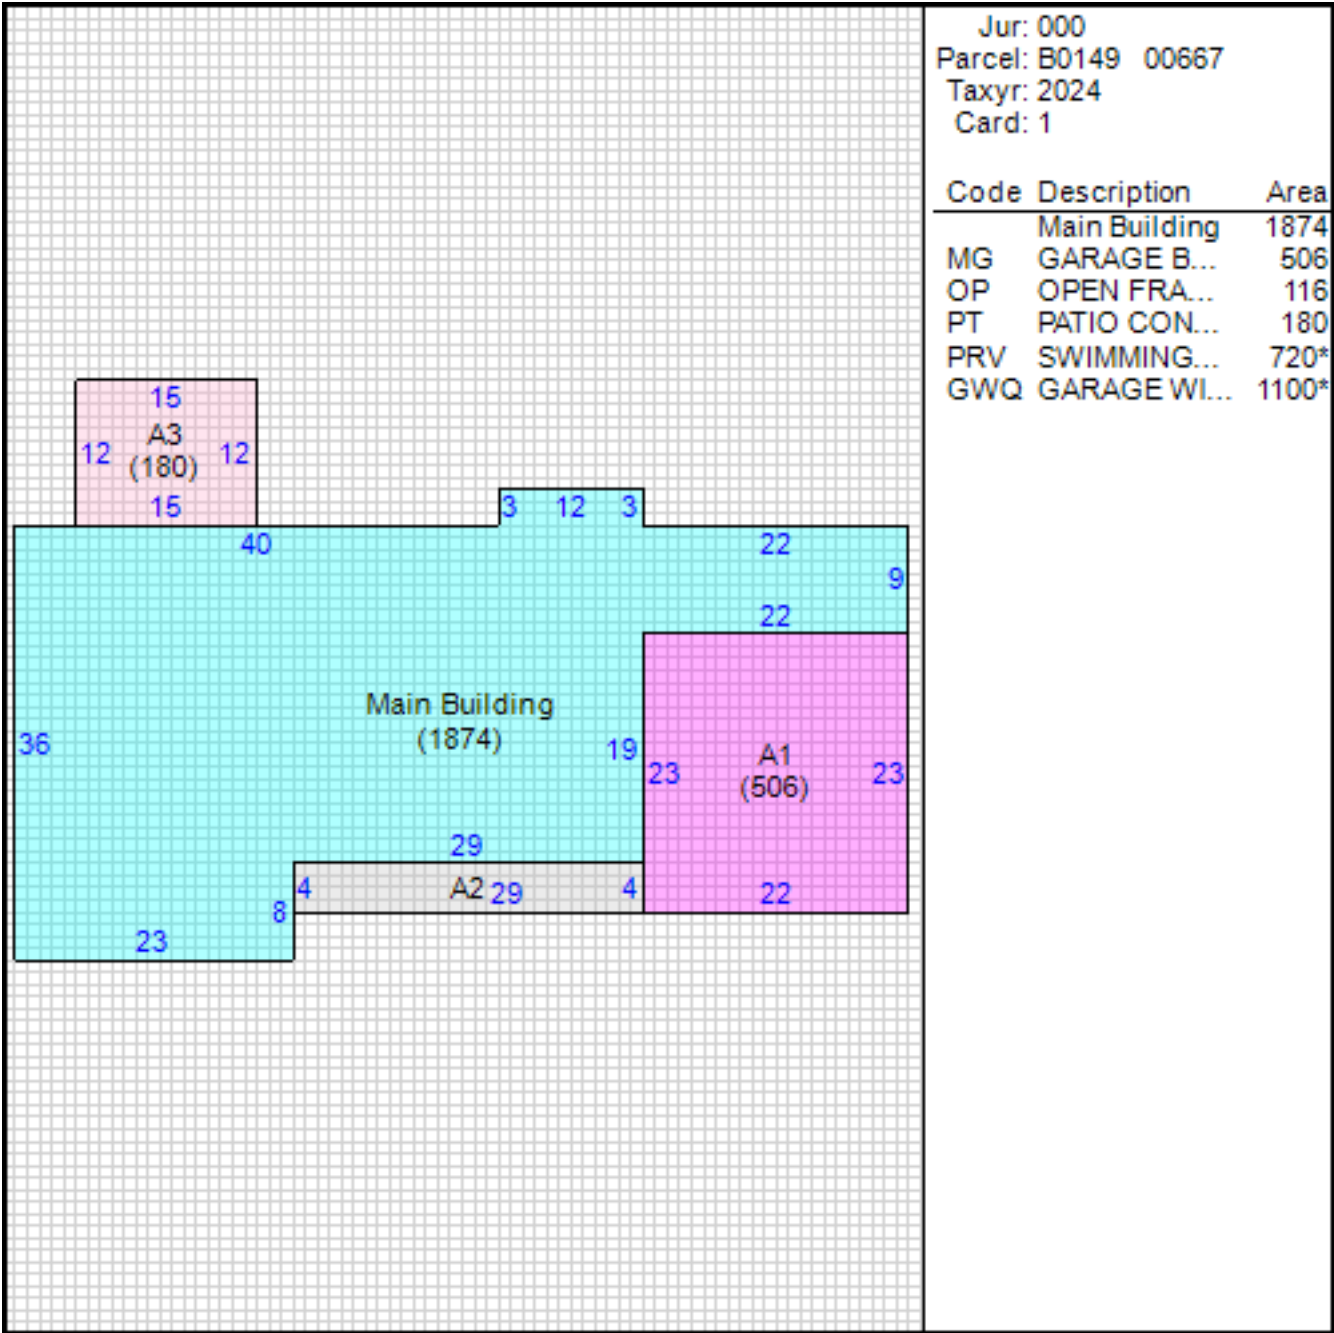 Jur: 000
Parcel: B0149 00667
Taxyr: 2024
Card: 1
Code Description Area
Main Building 1874
MG GARAGE B... 506
OP OPEN FRA... 116
PT PATIO CON... 180
PRV SWIMMING... 720*
GWQ GARAGE WI... 1100*
15
A3
12 (180) 12
15
3 12 3
40 22
9
22
Main Building
(1874)
36 19
A1
23 (506) 23
29
4 A2 29 4 22
8
23